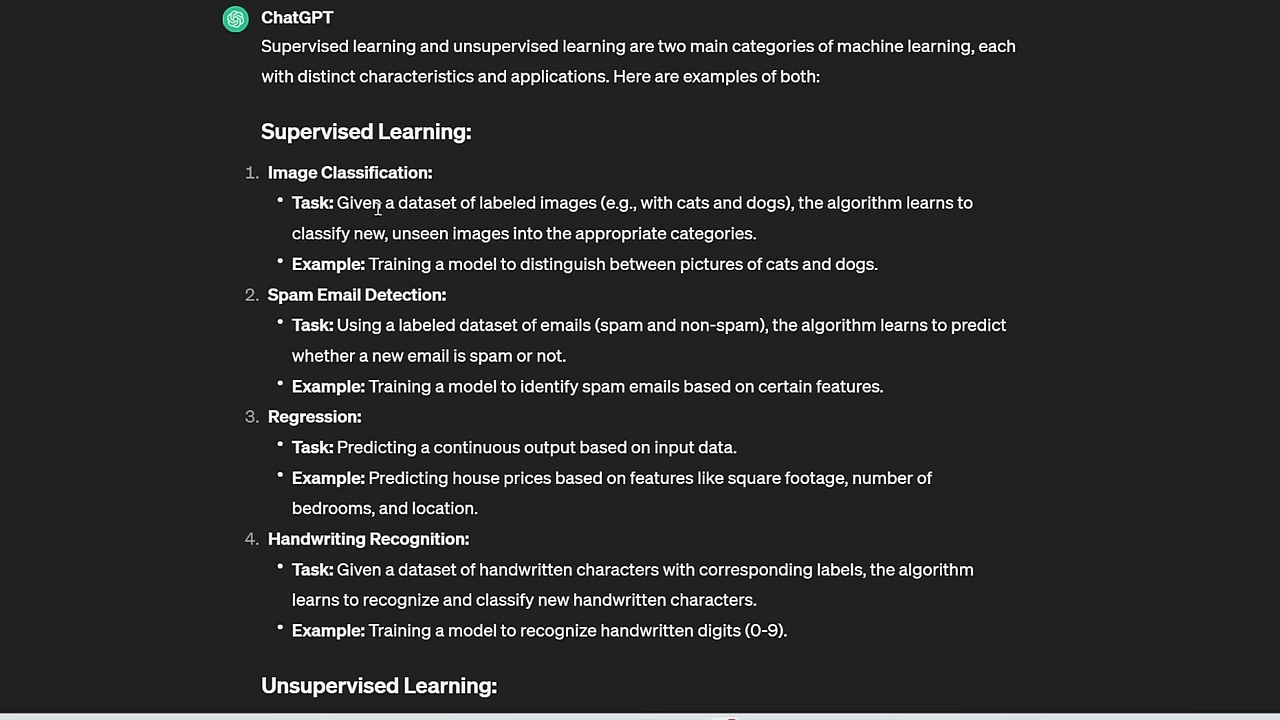 ChatGPT
Supervised learning and unsupervised learning are two main categories of machine learning, each
with distinct characteristics and applications. Here are examples of both:
Supervised Learning:
1. Image Classification:
• Task: Given a dataset of labeled images (e.g., with cats and dogs), the algorithm learns to
classify new, unseen images into the appropriate categories.
• Example: Training a model to distinguish between pictures of cats and dogs.
2. Spam Email Detection:
• Task: Using a labeled dataset of emails (spam and non-spam), the algorithm learns to predict
whether a new email is spam or not.
• Example: Training a model to identify spam emails based on certain features.
3. Regression:
• Task: Predicting a continuous output based on input data.
• Example: Predicting house prices based on features like square footage, number of
bedrooms, and location.
4. Handwriting Recognition:
• Task: Given a dataset of handwritten characters with corresponding labels, the algorithm
learns to recognize and classify new handwritten characters.
• Example: Training a model to recognize handwritten digits (0-9).
Unsupervised Learning: